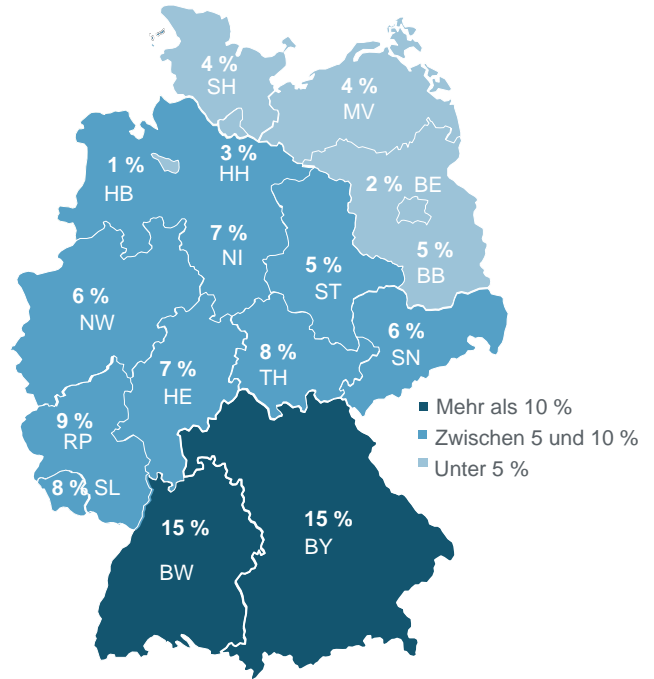 4 %
SH
4 %
MV
3 %
HH
1 %
HB
2 % BE
7 %
NI
5 %
ST
5 %
BB
6 %
NW
6 %
SN
7 %
HE
8 %
TH
9 %
RP
8 % SL
15 %
BW
15 %
BY
Mehr als 10 %
Zwischen 5 und 10 %
Unter 5 %